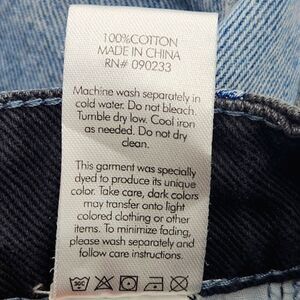 100%COTTON
MADE IN CHINA
RN# 090233
Machine wash separately in
cold water. Do not bleach.
Tumble dry low. Cool iron
as needed. Do not dry
clean.
This garment was specially
dyed to produce its unique
color. Take care, dark colors
may transfer onto light
colored clothing or other
items. To minimize fading,
please wash separately and
follow care instructions.